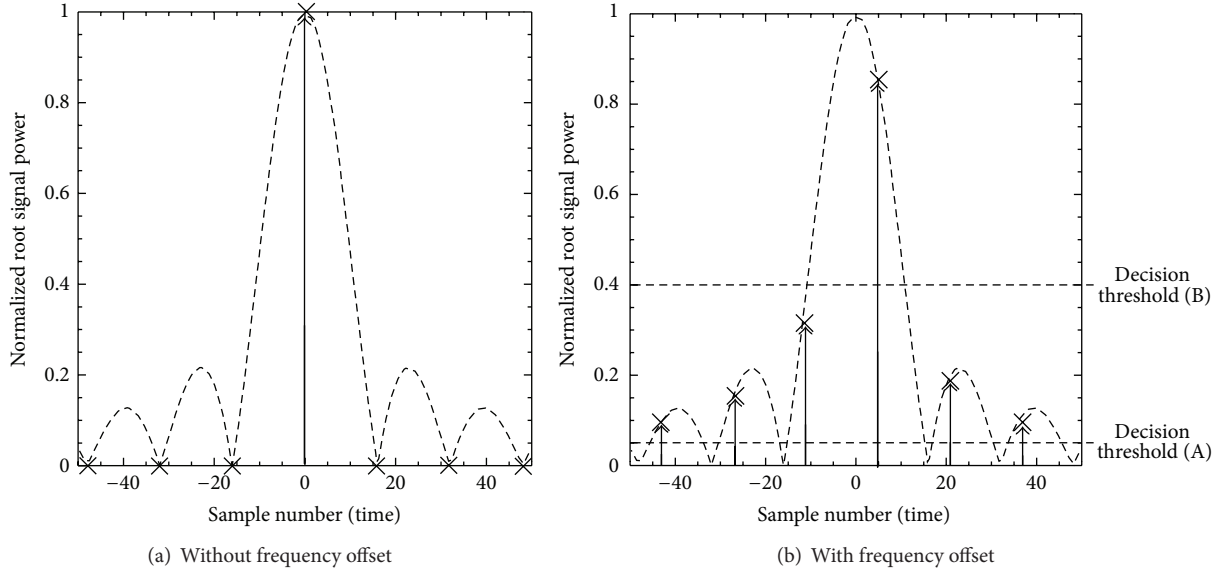 1
0.8
0.6
0.4
0.2
0
Normalized root signal power
−40
−20
0
20
40
Sample number (time)
(a) Without frequency offset
1
0.8
0.6
0.4
0.2
0
Normalized root signal power
−40
−20
0
20
40
Sample number (time)
Decision
threshold (B)
Decision
threshold (A)
(b) With frequency offset